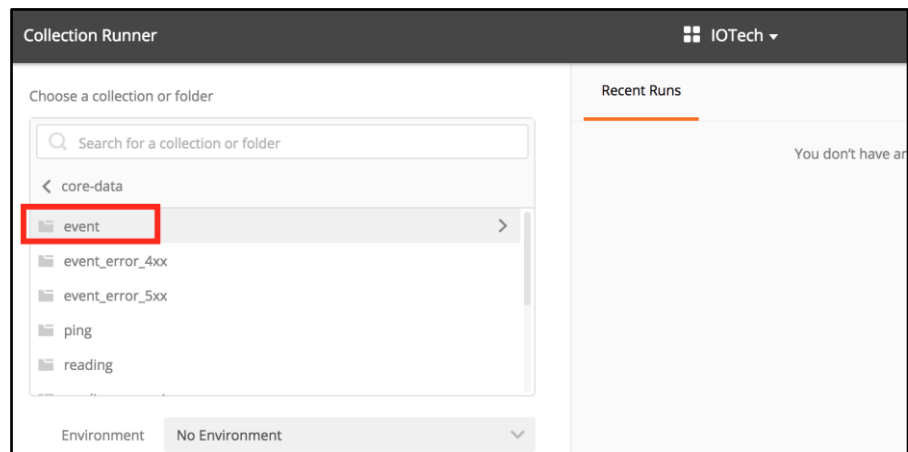 Collection Runner
IOTech
Choose a collection or folder
Recent Runs
Search for a collection or folder
You don't have
core-data
event
event_error_4xx
event_error_5xx
ping
reading
Environment
No Environment